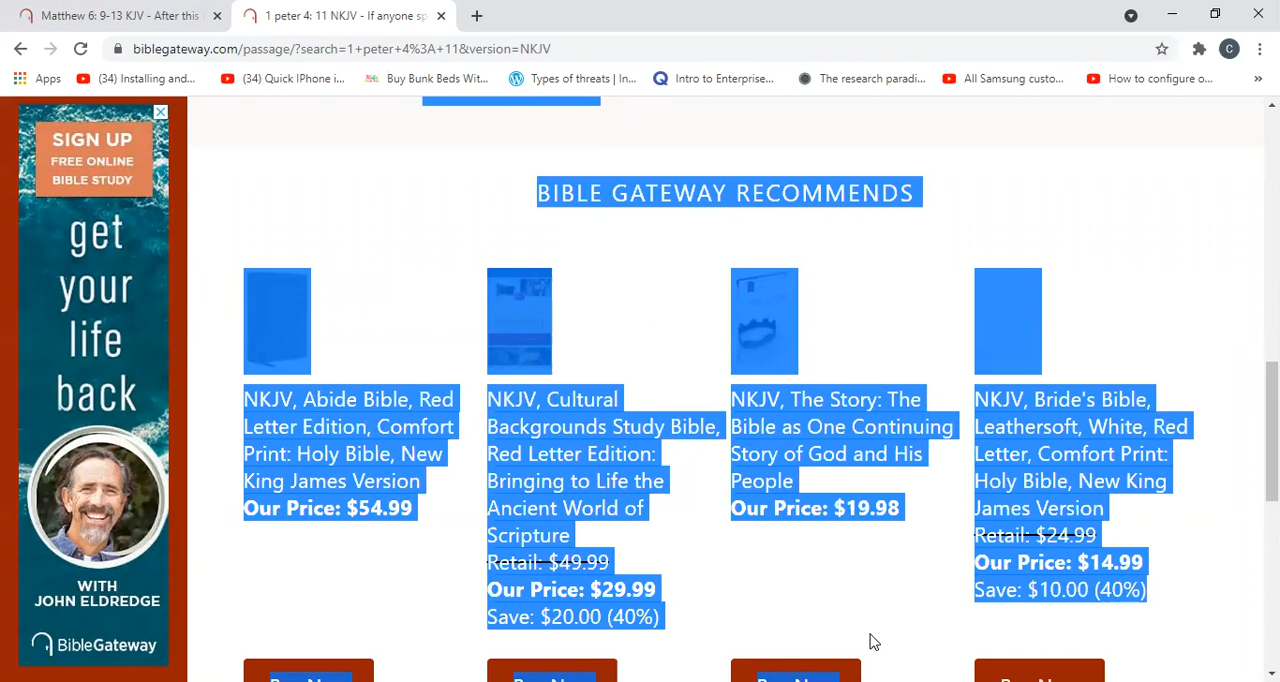 Matthew 6: 9-13 KJV - After this
1 peter 4: 11 NKJV - If anyone sp
biblegateway.com/passage/?search=1+peter+4%3A+11&version=NKJV
C
Apps
(34) Installing and...
(34) Quick IPhone i...
Buy Bunk Beds Wit...
Types of threats | In...
Intro to Enterprise...
The research paradi...
All Samsung custo...
How to configure o...
SIGN UP
FREE ONLINE
BIBLE STUDY
get
your
life
back
WITH
JOHN ELDREDGE
BibleGateway
BIBLE GATEWAY RECOMMENDS
NKJV, Abide Bible, Red
Letter Edition, Comfort
Print: Holy Bible, New
King James Version
Our Price: $54.99
NKJV, Cultural
Backgrounds Study Bible,
Red Letter Edition:
Bringing to Life the
Ancient World of
Scripture
Retail: $49.99
Our Price: $29.99
Save: $20.00 (40%)
NKJV, The Story: The
Bible as One Continuing
Story of God and His
People
Our Price: $19.98
NKJV, Bride's Bible,
Leathersoft, White, Red
Letter, Comfort Print:
Holy Bible, New King
James Version
Retail: $24.99
Our Price: $14.99
Save: $10.00 (40%)